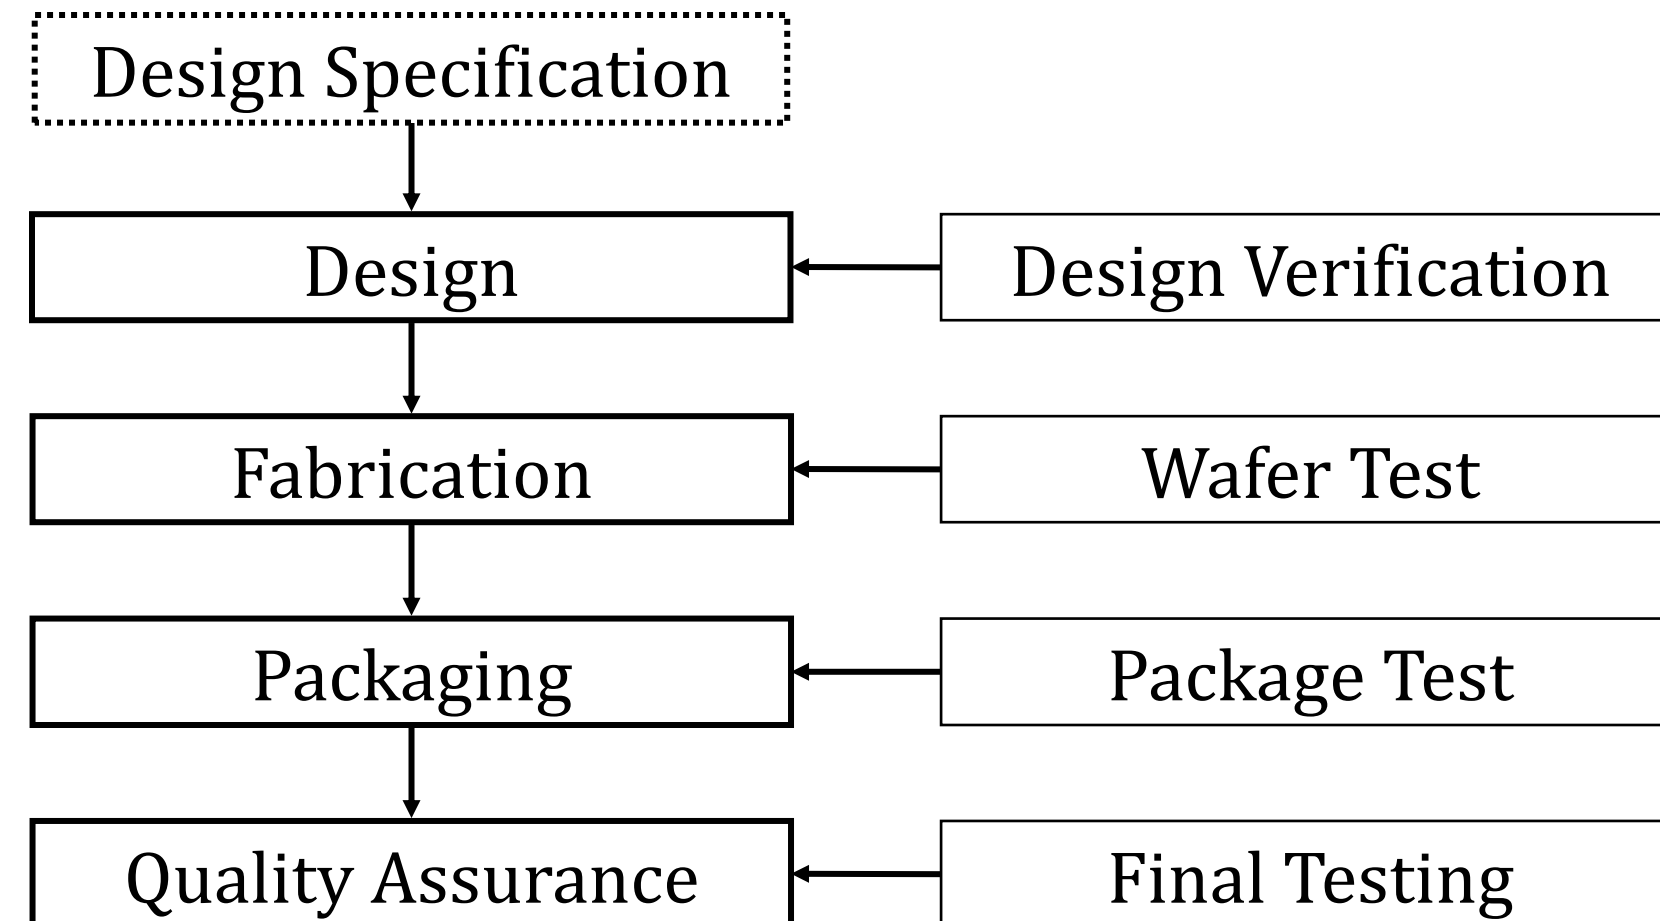 Design Specification
Design
Design Verification
Fabrication
Wafer Test
Packaging
Package Test
Quality Assurance
Final Testing